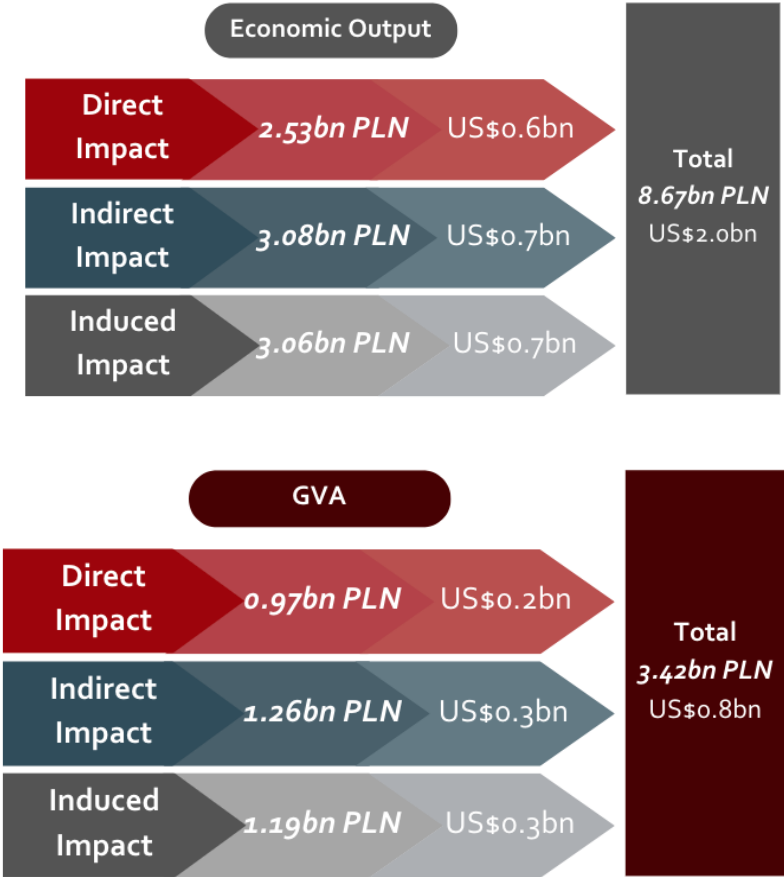 Economic Output
Direct
Impact
2.53bn PLN
US$0.6bn
Indirect
Impact
3.08bn PLN
US$0.7bn
Induced
Impact
3.06bn PLN
US$0.7bn
Total
8.67bn PLN
US$2.0bn
GVA
Direct
Impact
0.97bn PLN
US$0.2bn
Indirect
Impact
1.26bn PLN
US$0.3bn
Induced
Impact
1.19bn PLN
US$0.3bn
Total
3.42bn PLN
US$0.8bn